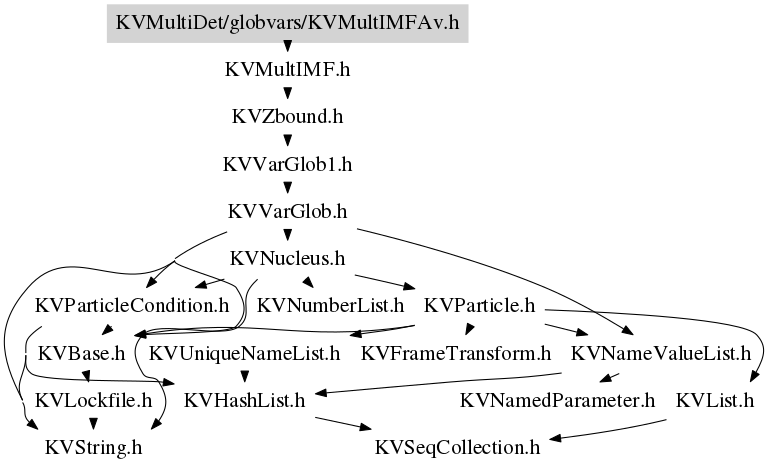 KVMultiDet/globvars/KVMultIMFAv.h
KVMultIMF.h
KVZbound.h
KVVarGlob1.h
KVVarGlob.h
KVNucleus.h
KVParticleCondition.h
KVNumberList.h
KVParticle.h
KVBase.h
KVUniqueNameList.h
KVFrameTransform.h
KVNameValueList.h
KVLockfile.h
KVHashList.h
KVNamedParameter.h
KVList.h
KVString.h
KVSeqCollection.h